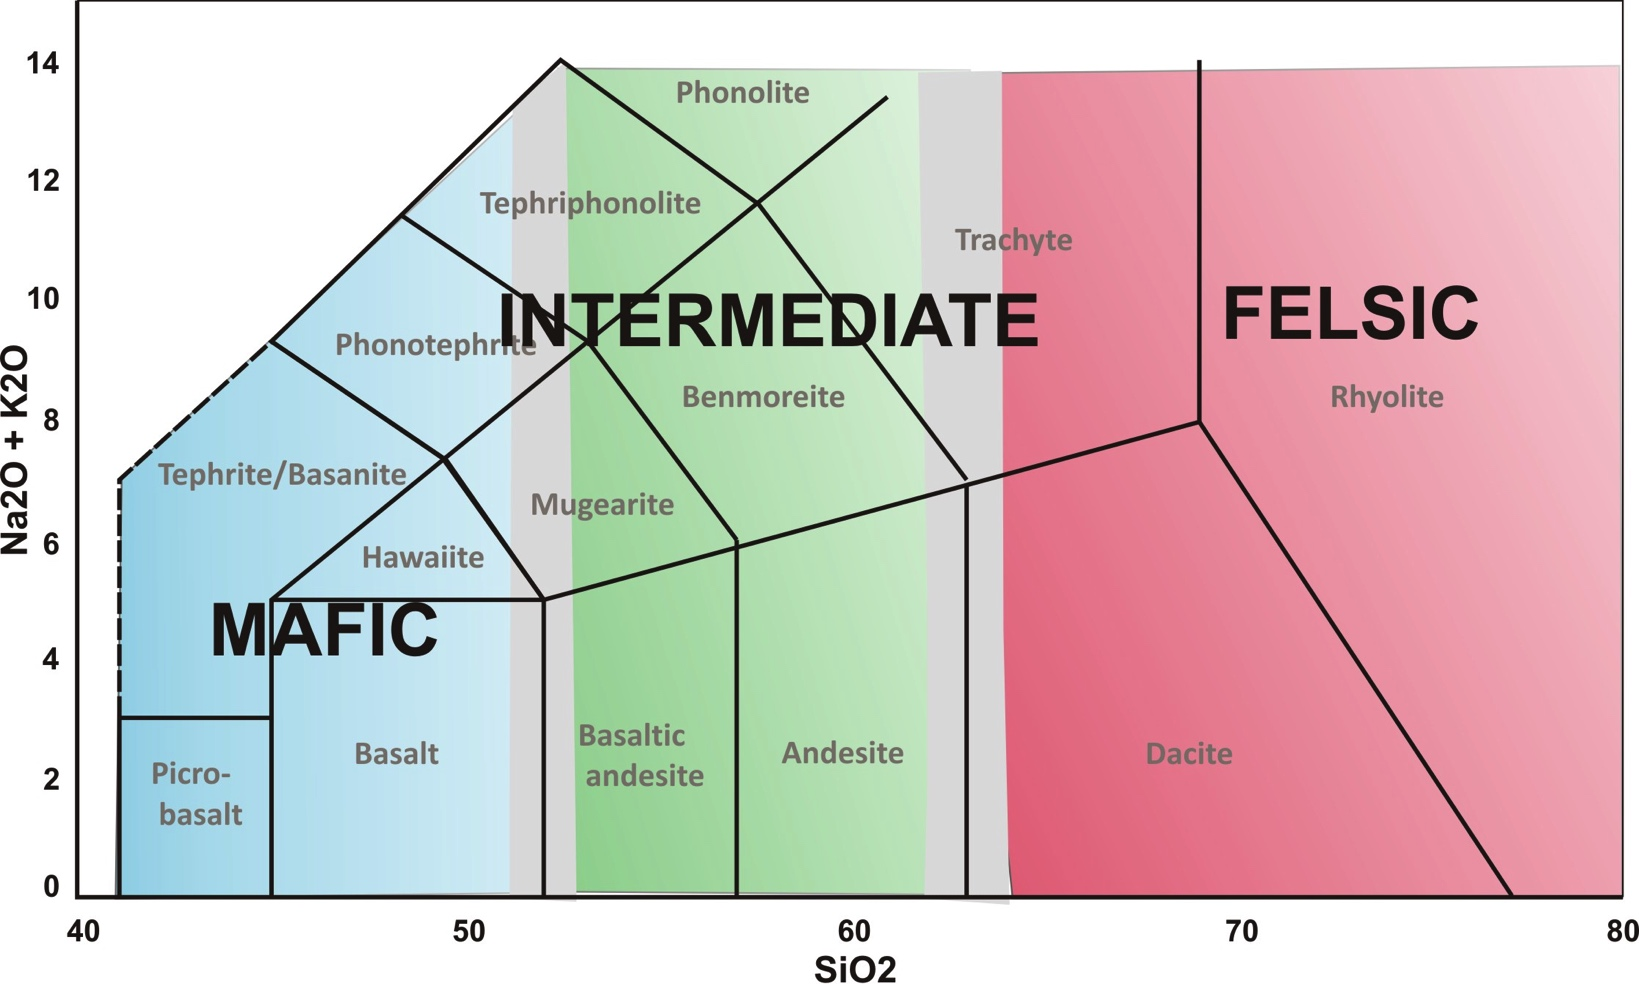 14
Phonolite
12
Tephriphonolite
Trachyte
10
INTERMEDIATE
FELSIC
Phonotephrite
Benmoreite
Rhyolite
8
Na2O + K2O
Tephrite/Basanite
Mugearite
6
Hawaiite
MAFIC
4
Basaltic
andesite
Basalt
Andesite
Dacite
Picro-
basalt
2
0
40
50
60
70
80
SiO2